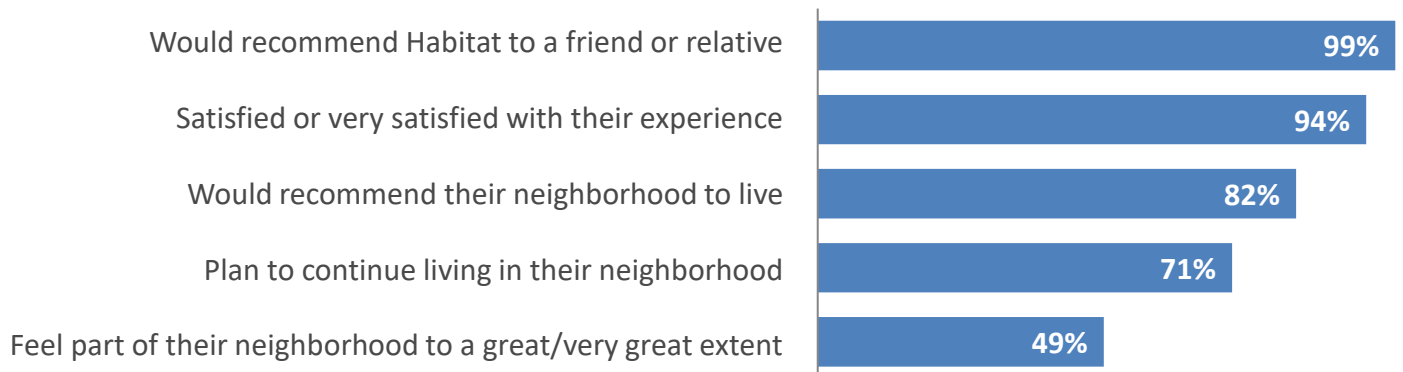 Would recommend Habitat to a friend or relative 99%
Satisfied or very satisfied with their experience 94%
Would recommend their neighborhood to live 82%
Plan to continue living in their neighborhood 71%
Feel part of their neighborhood to a great/very great extent 49%